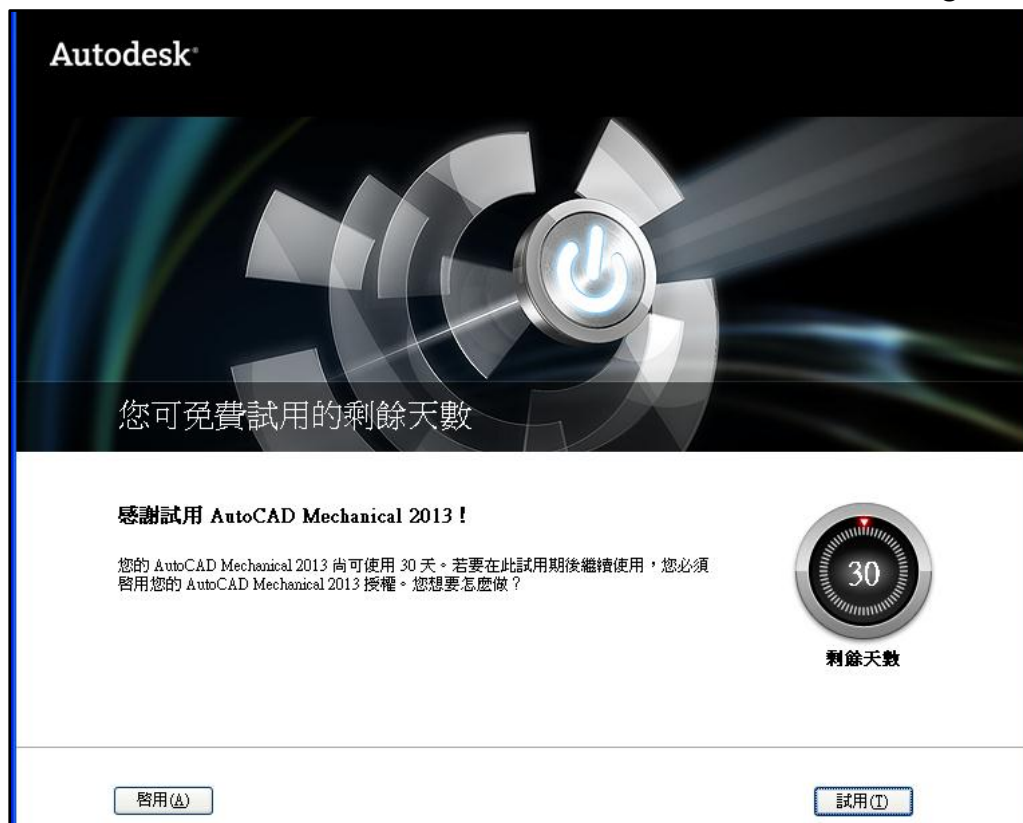 Autodesk®
您可免費試用的剩餘天數
感謝試用 AutoCAD Mechanical 2013！
您的 AutoCAD Mechanical 2013 尚可使用 30 天。若要在此試用期後繼續使用，您必須
啓用您的 AutoCAD Mechanical 2013 授權。您想要怎麼做？
30
剩餘天數
啓用(A)
試用(T)